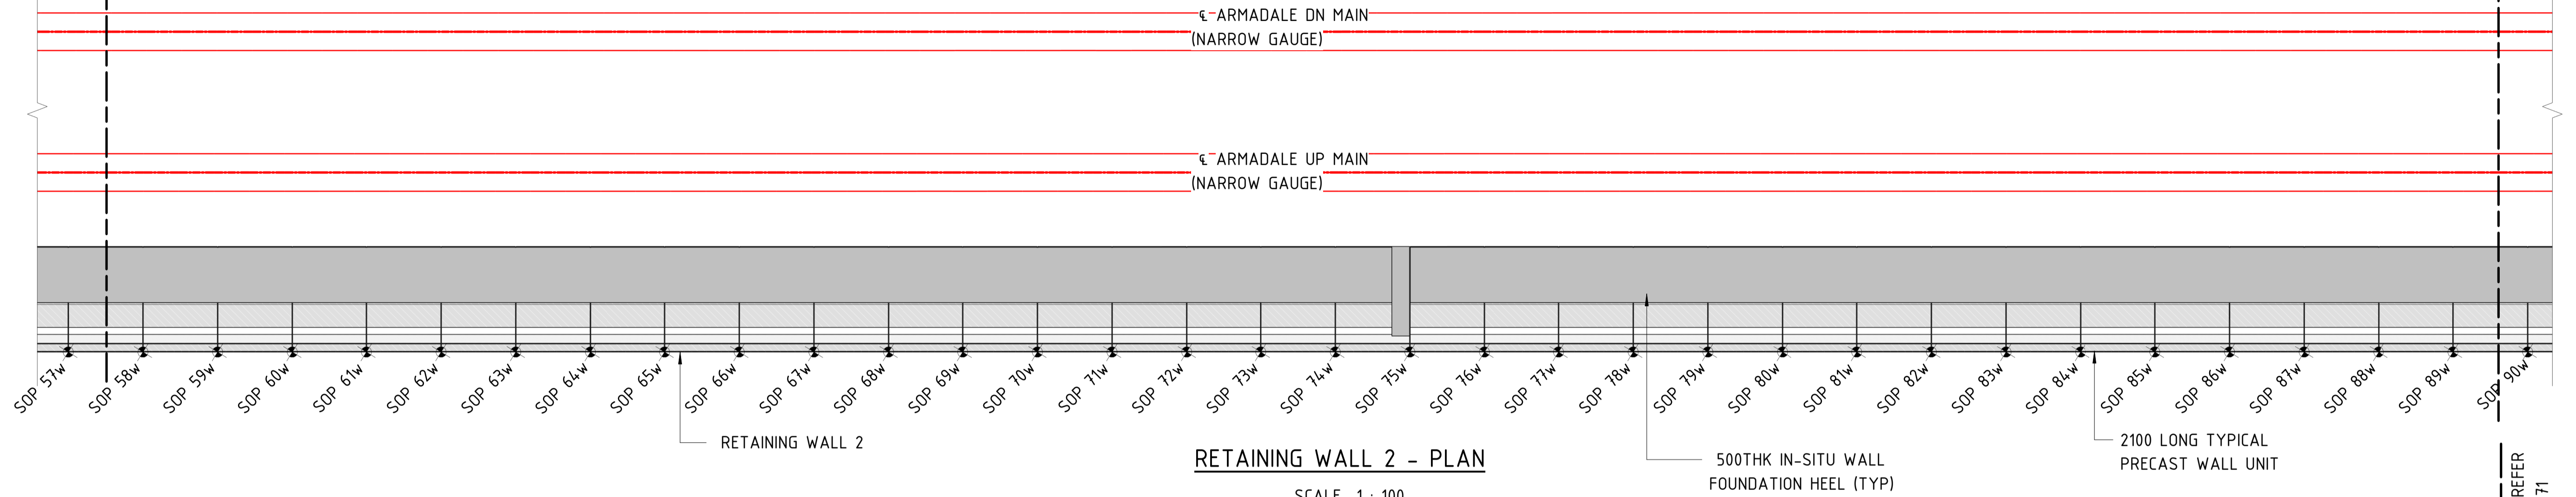 ℄ ARMADALE DN MAIN
(NARROW GAUGE)
℄ ARMADALE UP MAIN
(NARROW GAUGE)
SOP 57w
SOP 58w
SOP 59w
SOP 60w
SOP 61w
SOP 62w
SOP 63w
SOP 64w
SOP 65w
SOP 66w
SOP 67w
SOP 68w
SOP 69w
SOP 70w
SOP 71w
SOP 72w
SOP 73w
SOP 74w
SOP 75w
SOP 76w
SOP 77w
SOP 78w
SOP 79w
SOP 80w
SOP 81w
SOP 82w
SOP 83w
SOP 84w
SOP 85w
SOP 86w
SOP 87w
SOP 88w
SOP 89w
SOP 90w
RETAINING WALL 2
RETAINING WALL 2 - PLAN
SCALE 1 : 100
500THK IN-SITU WALL
FOUNDATION HEEL (TYP)
2100 LONG TYPICAL
PRECAST WALL UNIT
REFER
71